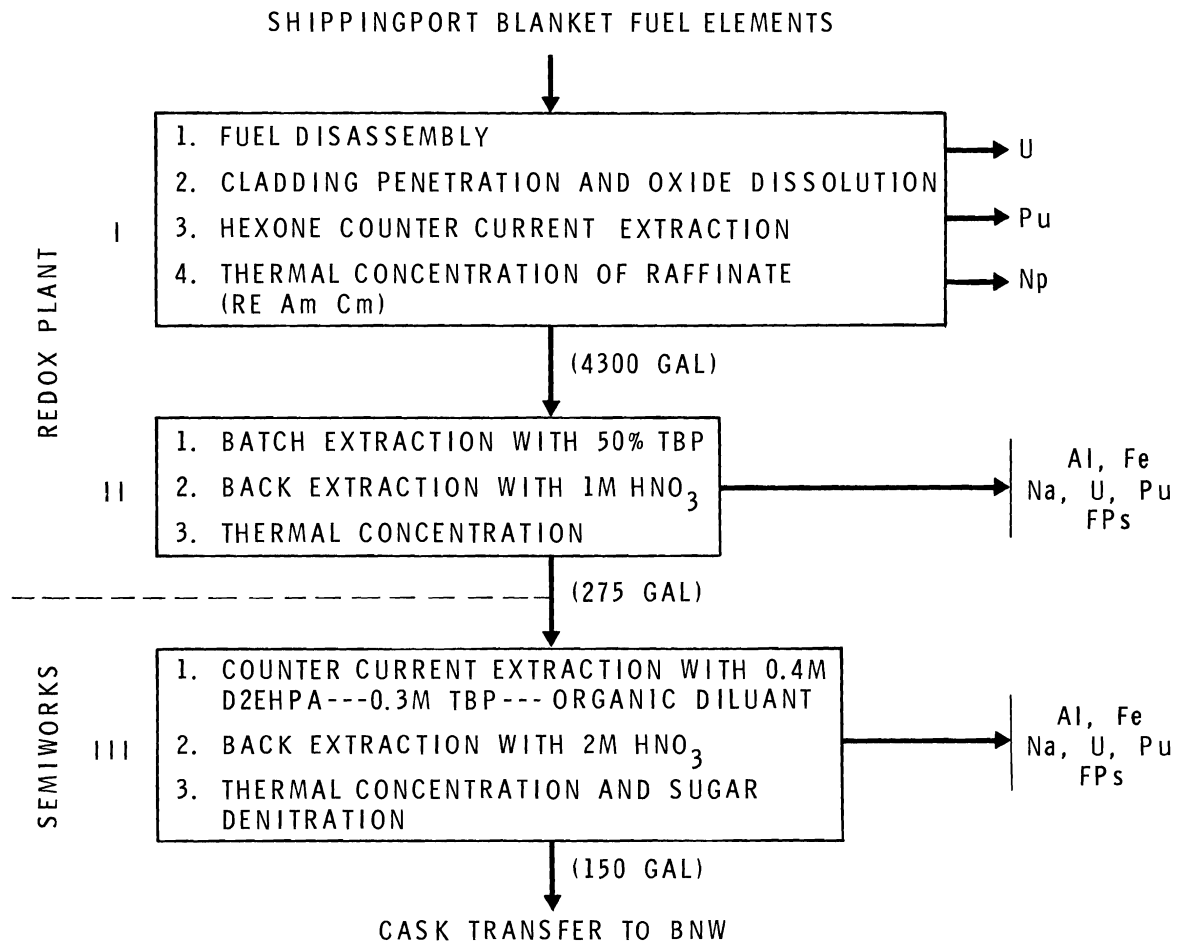 SHIPPINGPORT BLANKET FUEL ELEMENTS
1. FUEL DISASSEMBLY
2. CLADDING PENETRATION AND OXIDE DISSOLUTION
3. HEXONE COUNTER CURRENT EXTRACTION
4. THERMAL CONCENTRATION OF RAFFINATE
(RE Am Cm)
U
Pu
Np
I
REDOX PLANT
(4300 GAL)
1. BATCH EXTRACTION WITH 50% TBP
2. BACK EXTRACTION WITH 1M HNO3
3. THERMAL CONCENTRATION
II
Al, Fe
Na, U, Pu
FPs
(275 GAL)
1. COUNTER CURRENT EXTRACTION WITH 0.4M
D2EHPA---0.3M TBP--- ORGANIC DILUANT
2. BACK EXTRACTION WITH 2M HNO3
3. THERMAL CONCENTRATION AND SUGAR
DENITRATION
III
SEMIWORKS
Al, Fe
Na, U, Pu
FPs
(150 GAL)
CASK TRANSFER TO BNW